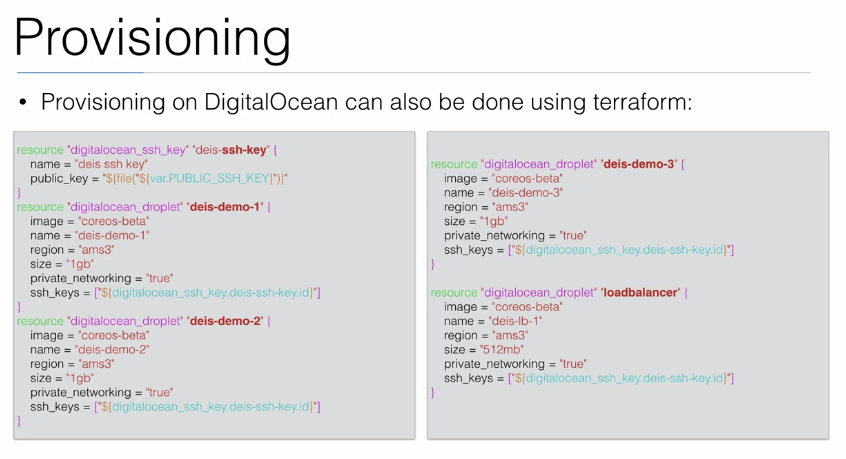 Provisioning
• Provisioning on DigitalOcean can also be done using terraform:
resource "digitalocean_ssh_key" "deis-ssh-key" {
name = "deis ssh key"
public_key = "${file("${var.PUBLIC_SSH_KEY}")}"
}
resource "digitalocean_droplet" "deis-demo-1" {
image = "coreos-beta"
name = "deis-demo-1"
region = "ams3"
size = "1gb"
private_networking = "true"
ssh_keys = ["${digitalocean_ssh_key.deis-ssh-key.id}"]
}
resource "digitalocean_droplet" "deis-demo-2" {
image = "coreos-beta"
name = "deis-demo-2"
region = "ams3"
size = "1gb"
private_networking = "true"
ssh_keys = ["${digitalocean_ssh_key.deis-ssh-key.id}"]
}
resource "digitalocean_droplet" "deis-demo-3" {
image = "coreos-beta"
name = "deis-demo-3"
region = "ams3"
size = "1gb"
private_networking = "true"
ssh_keys = ["${digitalocean_ssh_key.deis-ssh-key.id}"]
}
resource "digitalocean_droplet" "loadbalancer" {
image = "coreos-beta"
name = "deis-lb-1"
region = "ams3"
size = "512mb"
private_networking = "true"
ssh_keys = ["${digitalocean_ssh_key.deis-ssh-key.id}"]
}